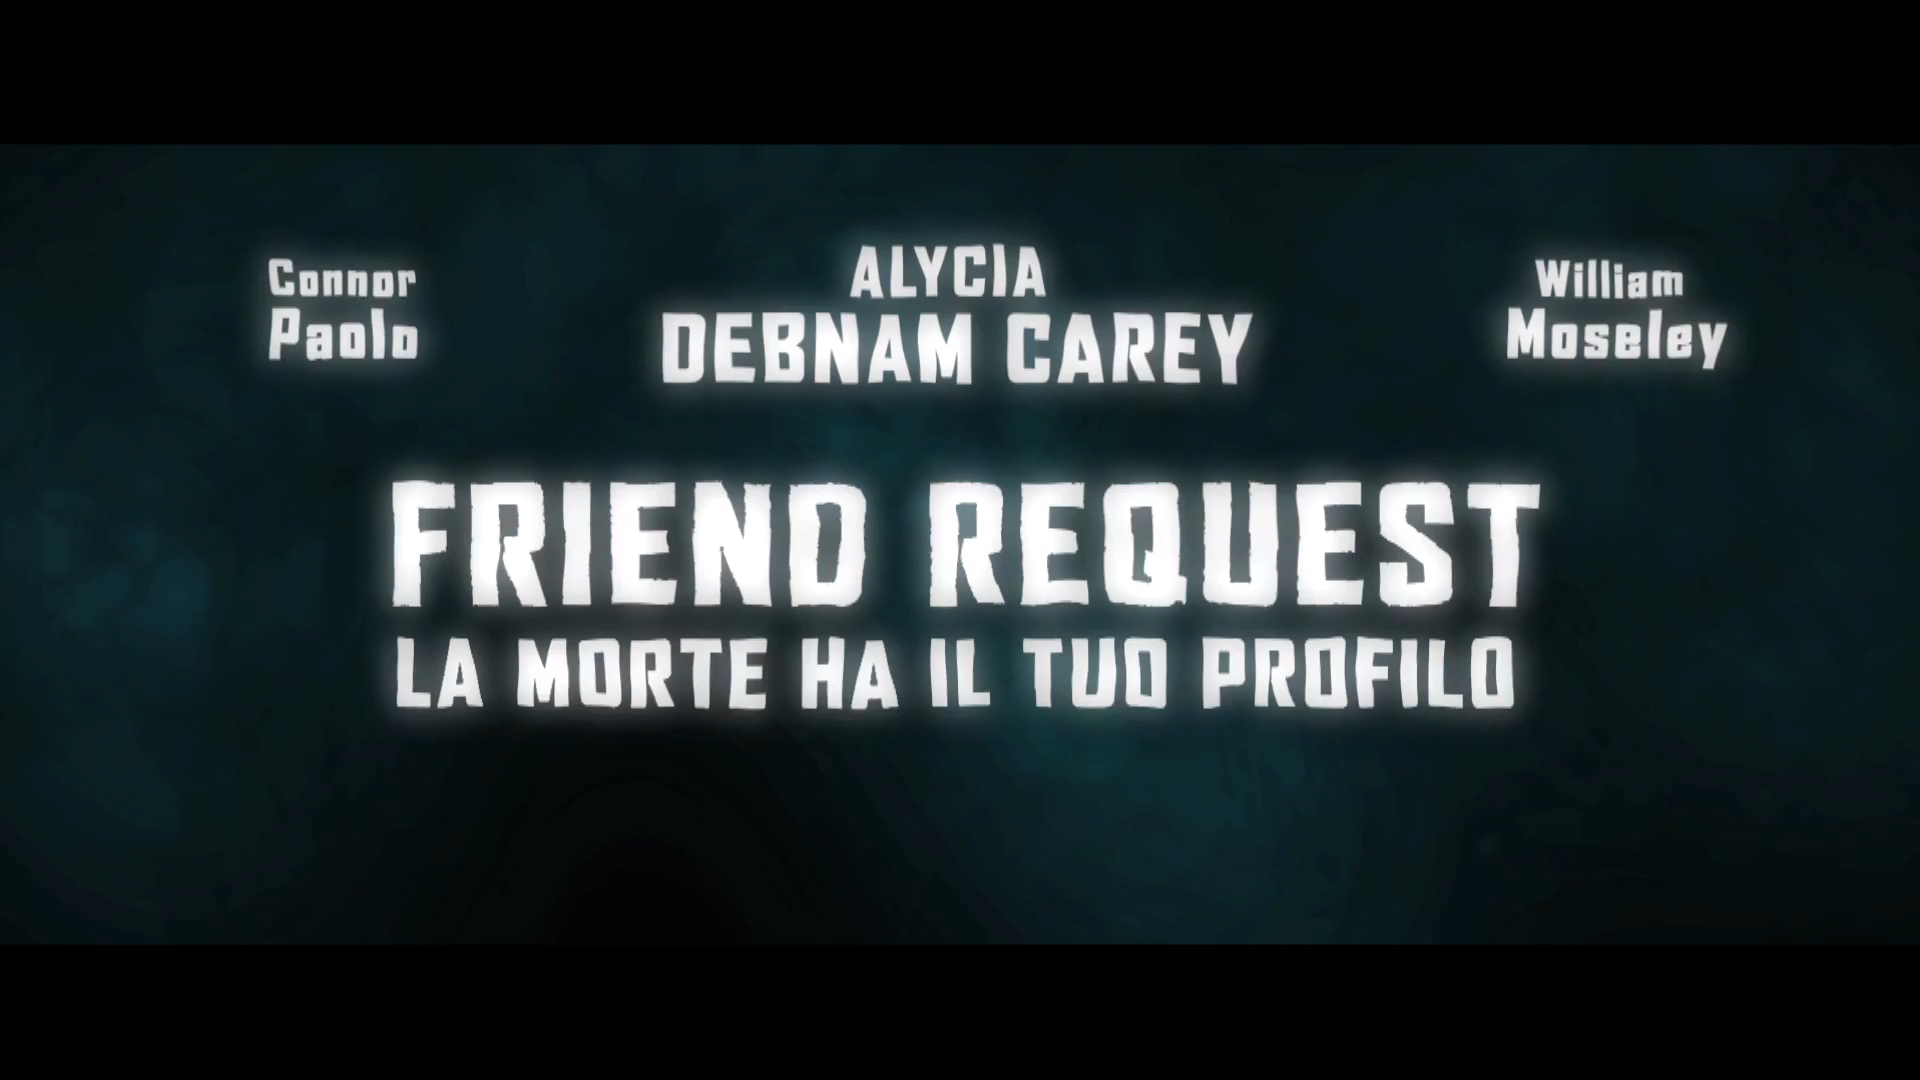 Connor
Paolo
ALYCIA
DEBNAM CAREY
William
Moseley
FRIEND REQUEST
LA MORTE HA IL TUO PROFILO